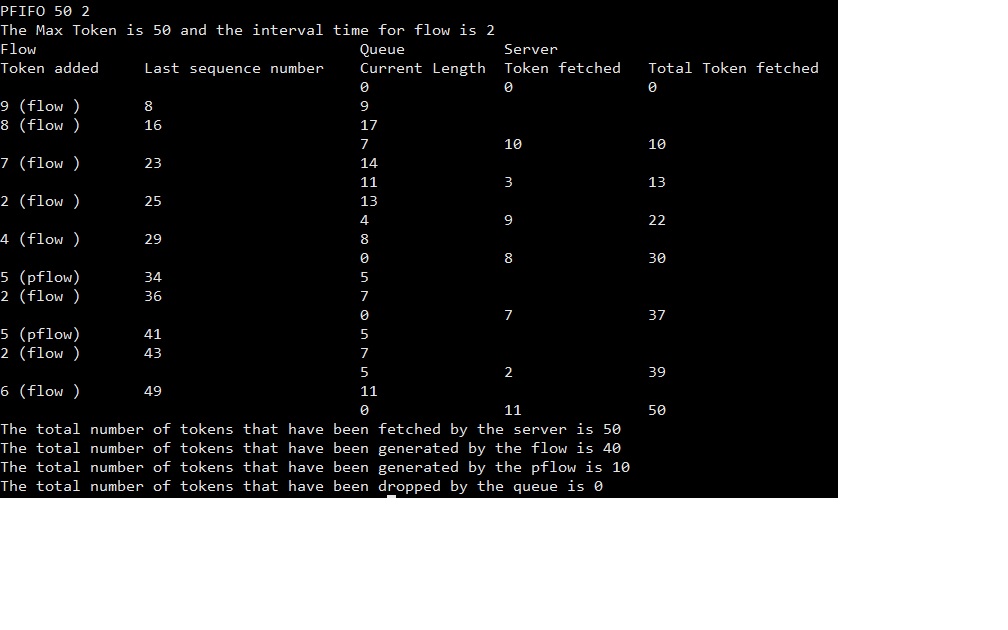 PFIFO 50 2
The Max Token is 50 and the interval time for flow is 2
Flow Queue Server
Token added Last sequence number Current Length Token fetched Total Token fetched
0 0 0
9 (flow ) 8 9
8 (flow ) 16 17
7 10 10
7 (flow ) 23 14
11 3 13
2 (flow ) 25 13
4 9 22
4 (flow ) 29 8
0 8 30
5 (pflow) 34 5
2 (flow ) 36 7
0 7 37
5 (pflow) 41 5
2 (flow ) 43 7
5 2 39
6 (flow ) 49 11
0 11 50
The total number of tokens that have been fetched by the server is 50
The total number of tokens that have been generated by the flow is 40
The total number of tokens that have been generated by the pflow is 10
The total number of tokens that have been dropped by the queue is 0